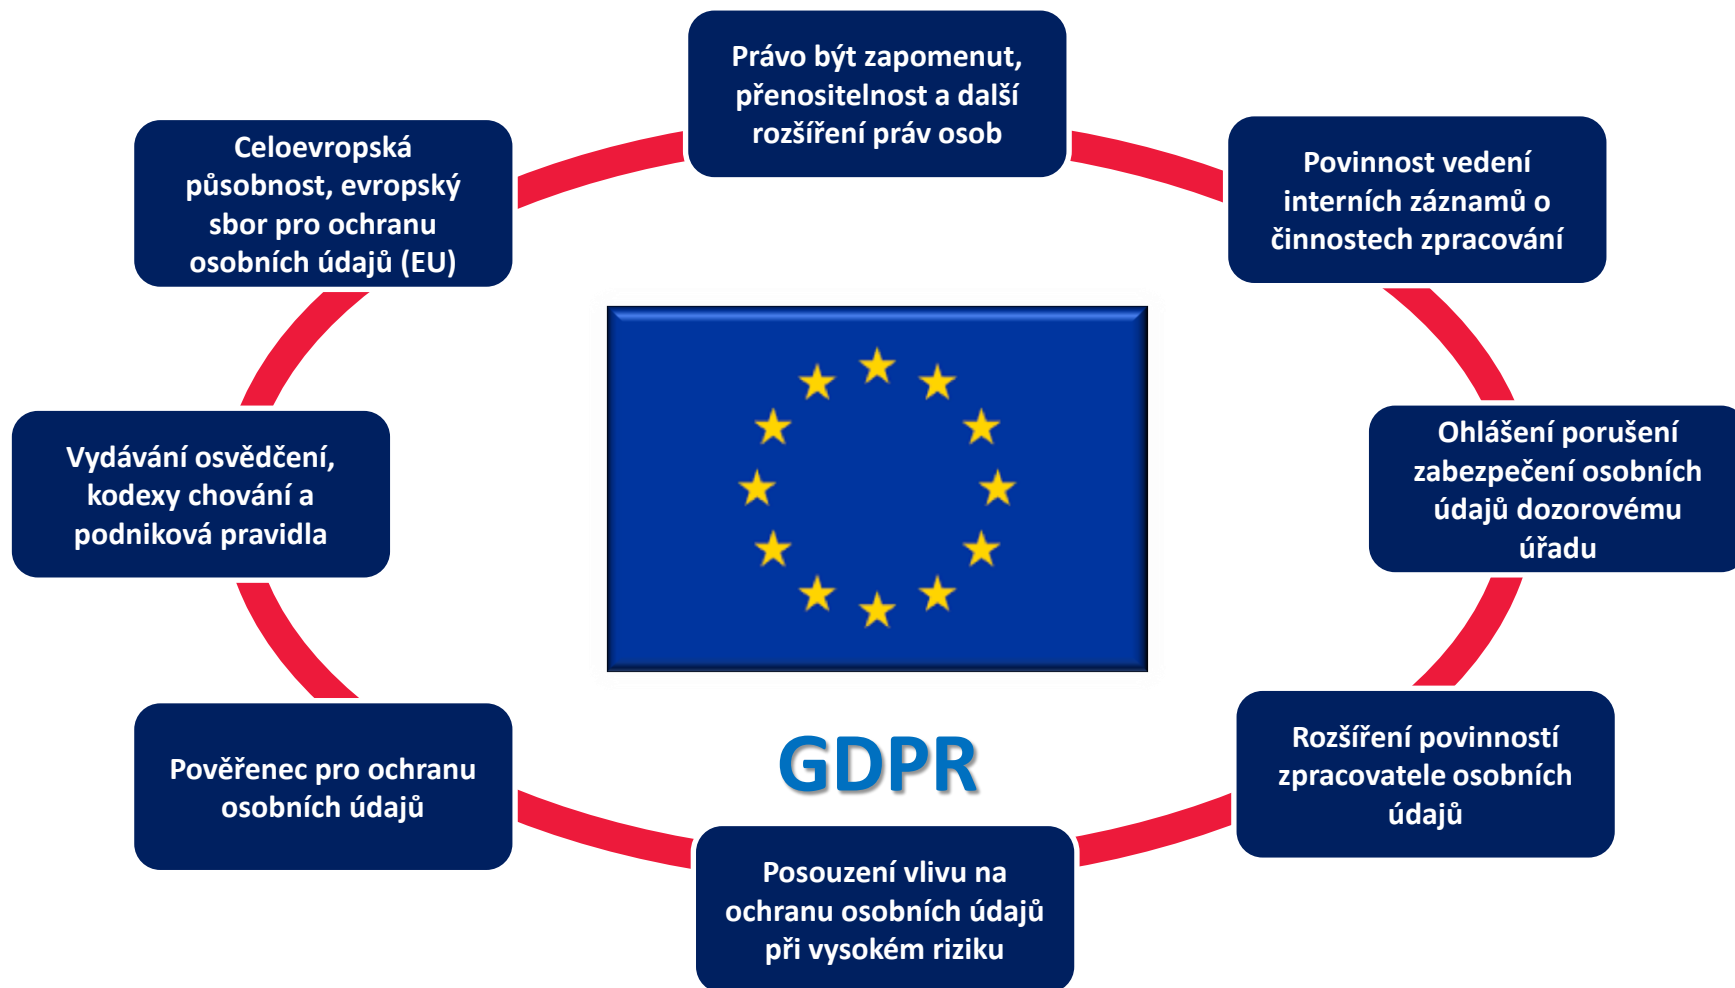 Právo být zapomenut,
přenositelnost a další
rozšíření práv osob
Povinnost vedení
interních záznamů o
činnostech zpracování
Ohlášení porušení
zabezpečení osobních
údajů dozorovému
úřadu
Rozšíření povinností
zpracovatele osobních
údajů
Posouzení vlivu na
ochranu osobních údajů
při vysokém riziku
Pověřenec pro ochranu
osobních údajů
Vydávání osvědčení,
kodexy chování a
podniková pravidla
Celoevropská
působnost, evropský
sbor pro ochranu
osobních údajů (EU)
GDPR